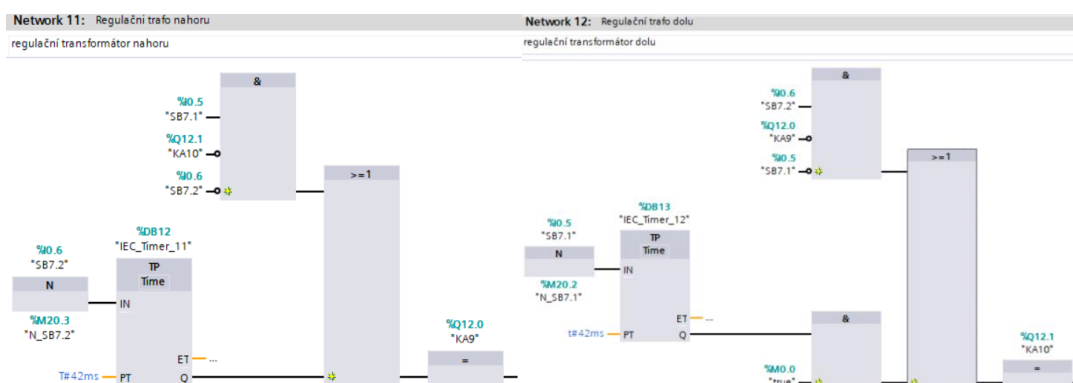 Network 11: Regulačni trafo nahoru
regulační transformátor nahoru
&
%I0.5
"SB7.1"
%Q12.1
"KA10"
%I0.6
"SB7.2"
>=1
%DB12
"IEC_Timer_11"
%I0.6
"SB7.2"
TP
Time
N
IN
%M20.3
"N_SB7.2"
%Q12.0
"KA9"
ET
...
=
T#42ms
PT
Q
Network 12: Regulační trafo dolu
regulační transformátor dolu
&
%I0.6
"SB7.2"
%Q12.0
"KA9"
%I0.5
"SB7.1"
>=1
%DB13
"IEC_Timer_12"
%I0.5
"SB7.1"
TP
Time
N
IN
%M20.2
"N_SB7.1"
ET
...
&
t#42ms
PT
Q
%Q12.1
"KA10"
%M0.0
"true"
=